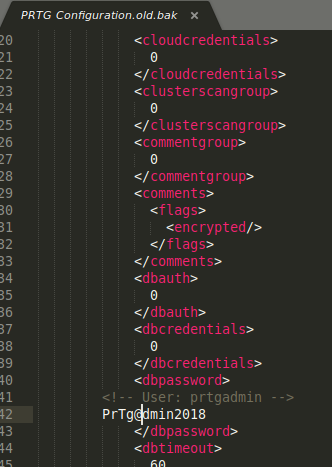 PRTG Configuration.old.bak ×
20 <cloudcredentials>
21 0
22 </cloudcredentials>
23 <clusterscangroup>
24 0
25 </clusterscangroup>
26 <commentgroup>
27 0
28 </commentgroup>
29 <comments>
30 <flags>
31 <encrypted/>
32 </flags>
33 </comments>
34 <dbauth>
35 0
36 </dbauth>
37 <dbcredentials>
38 0
39 </dbcredentials>
40 <dbpassword>
41 <!-- User: prtgadmin -->
42 PrTg@dmin2018
43 </dbpassword>
44 <dbtimeout>
45 60